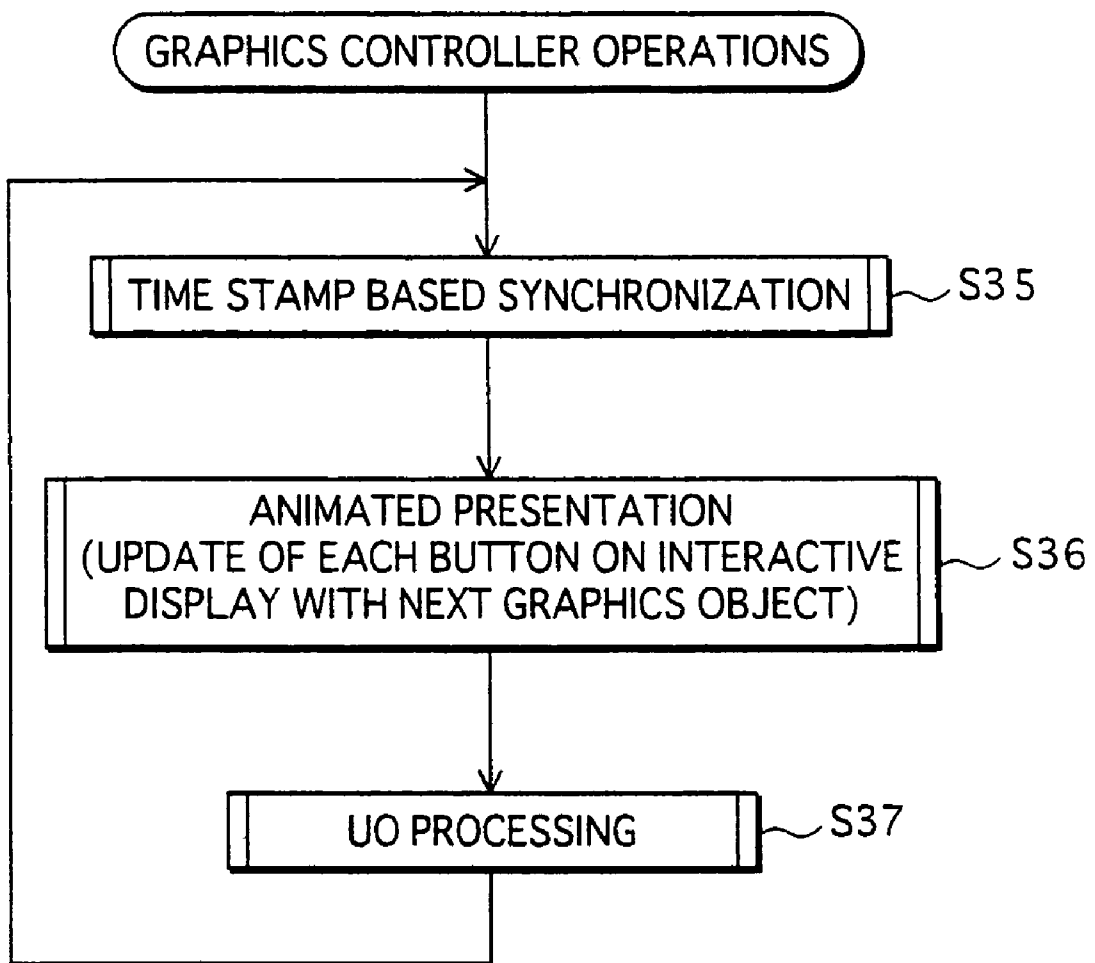 GRAPHICS CONTROLLER OPERATIONS
TIME STAMP BASED SYNCHRONIZATION
S35
ANIMATED PRESENTATION
(UPDATE OF EACH BUTTON ON INTERACTIVE
DISPLAY WITH NEXT GRAPHICS OBJECT)
S36
UO PROCESSING
S37